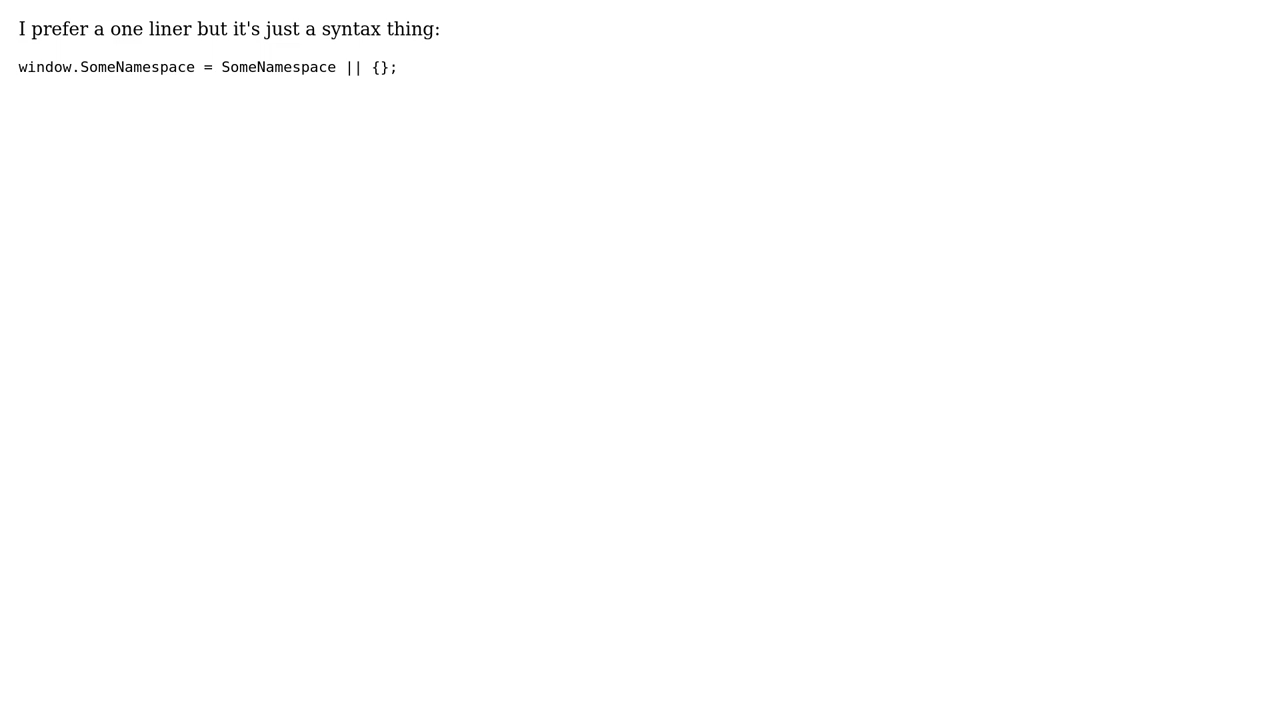 I prefer a one liner but it's just a syntax thing:
window.SomeNamespace = SomeNamespace || {};